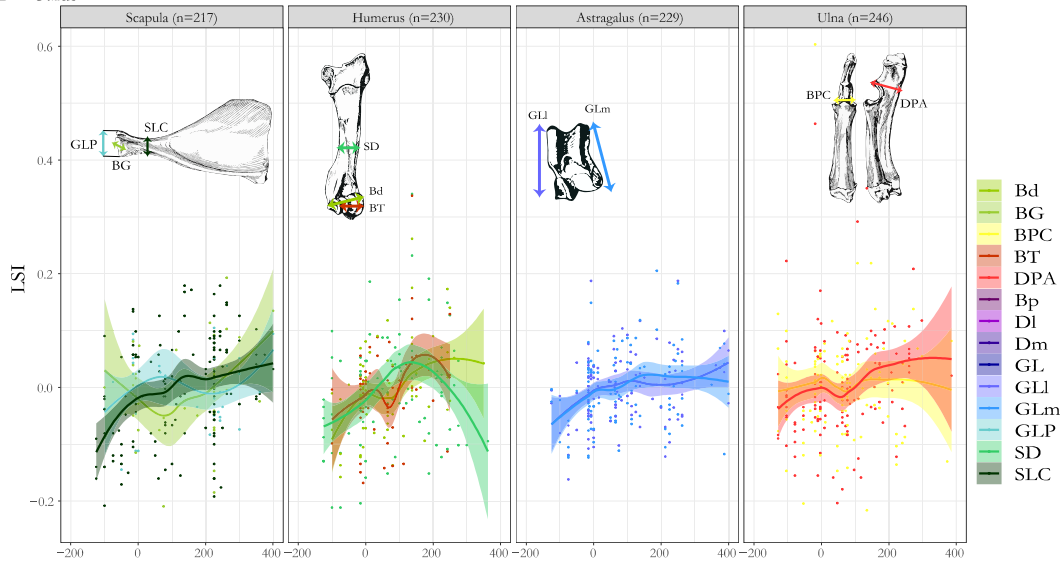 Scapula (n=217)
Humerus (n=230)
Astragalus (n=229)
Ulna (n=246)
LSI
0.6
0.4
0.2
0.0
−0.2
GLP
BG
SLC
SD
Bd
BT
GLl
GLm
BPC
DPA
−200 0 200 400
−200 0 200 400
−200 0 200 400
−200 0 200 400
Bd
BG
BPC
BT
DPA
Bp
Dl
Dm
GL
GLl
GLm
GLP
SD
SLC